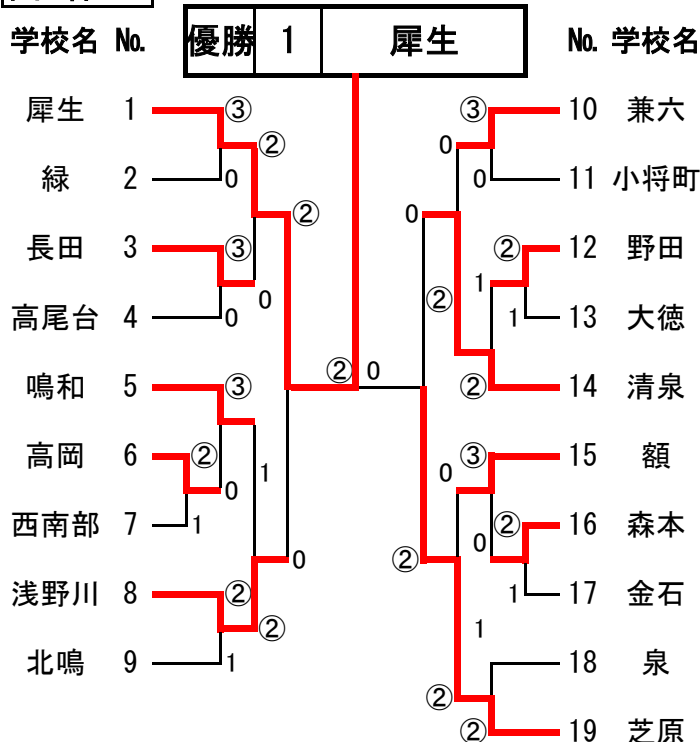 学校名 No. 優勝 1 犀生 No. 学校名
犀生 1 ③ ③ 10 兼六
② 0
緑 2 0 0 11 小将町
② 0
長田 3 ③ ② 12 野田
0 ② 1
高尾台 4 0 1 13 大徳
② 0
鳴和 5 ③ ② 14 清泉
高岡 6 ② ③ 15 額
1 0
0
西南部 7 1 0 ② 16 森本
0 ②
浅野川 8 ② 1 17 金石
② 1
北鳴 9 1 18 泉
②
② 19 芝原